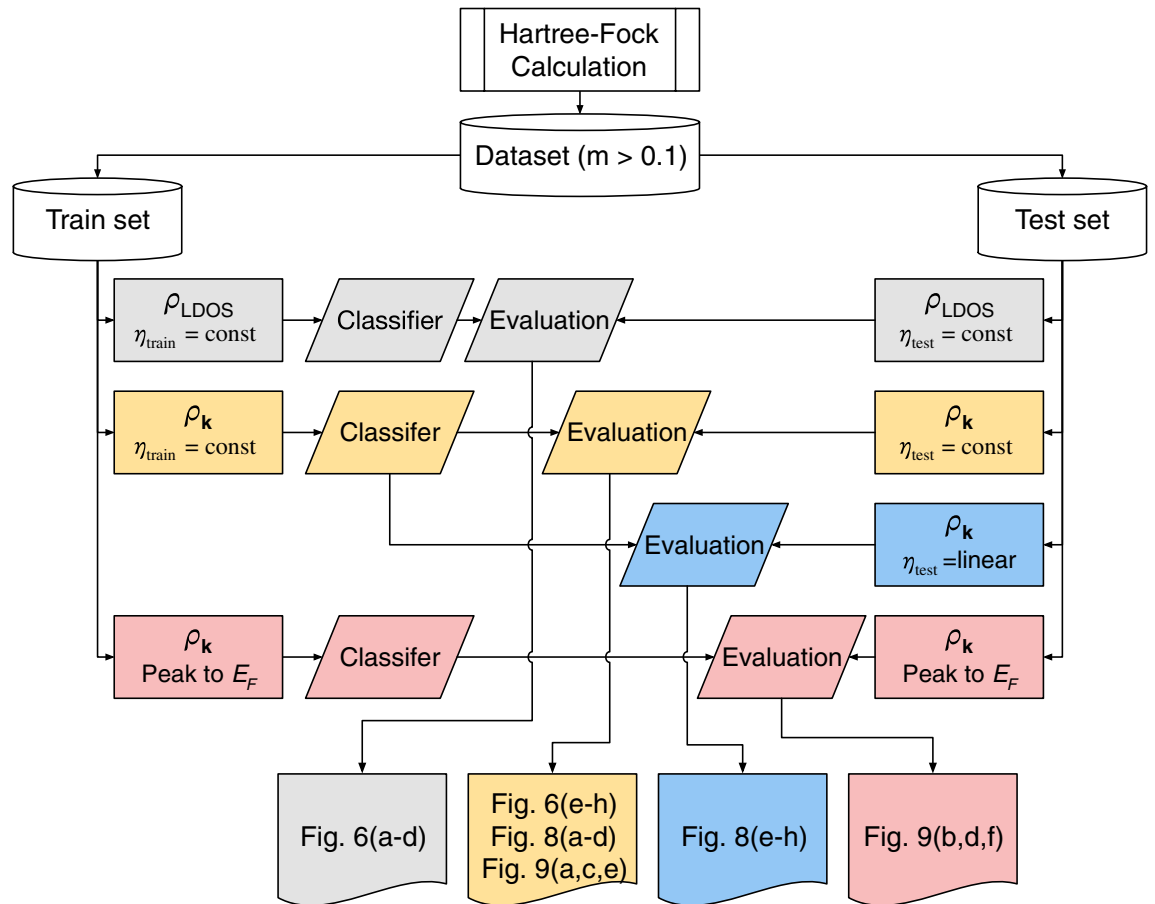 Hartree-Fock
Calculation
Dataset (m > 0.1)
Train set
Test set
ρLDOS
ηtrain = const
Classifier
Evaluation
ρLDOS
ηtest = const
ρk
ηtrain = const
Classifer
Evaluation
ρk
ηtest = const
Evaluation
ρk
ηtest =linear
ρk
Peak to EF
Classifer
Evaluation
ρk
Peak to EF
Fig. 6(a-d)
Fig. 6(e-h)
Fig. 8(a-d)
Fig. 9(a,c,e)
Fig. 8(e-h)
Fig. 9(b,d,f)